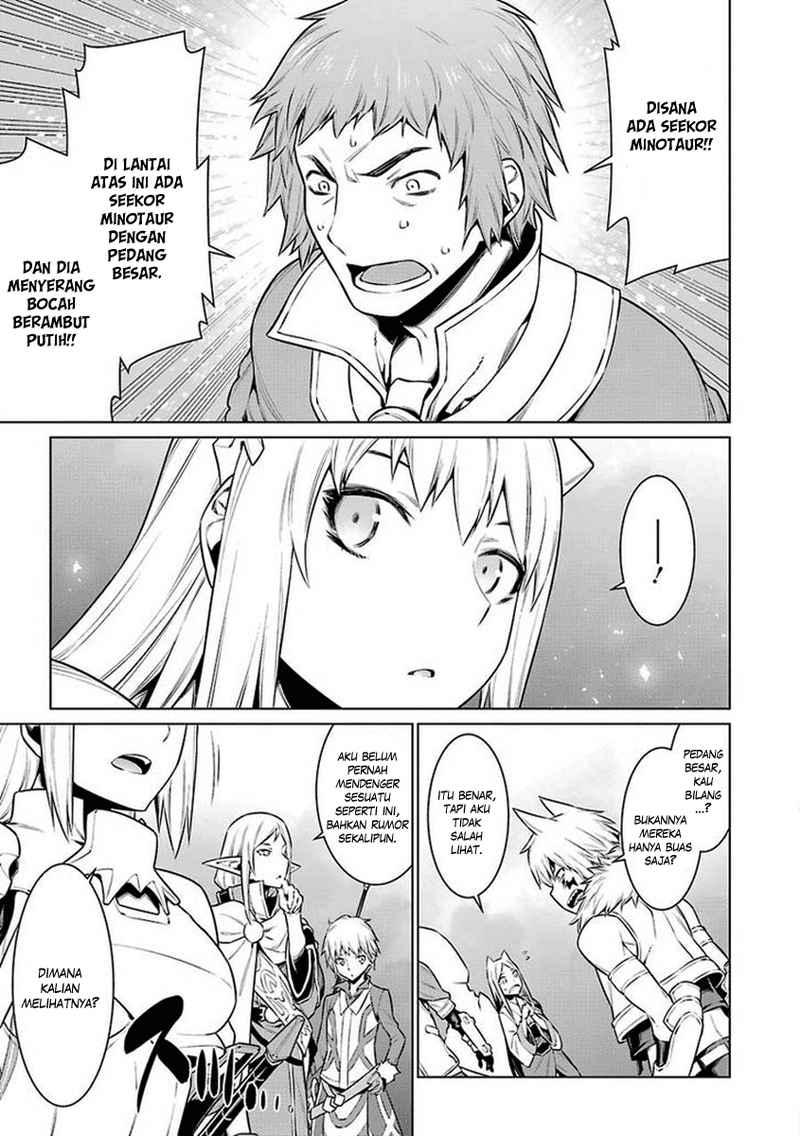 DISANA
ADA SEEKOR
MINOTAUR!!
DI LANTAI
ATAS INI ADA
SEEKOR
MINOTAUR
DENGAN
PEDANG
BESAR.
DAN DIA
MENYERANG
BOCAH
BERAMBUT
PUTIH!!
—!
PEDANG
BESAR, KAU
BILANG
...?
BUKANNYA
MEREKA
HANYA BUAS
SAJA?
ITU BENAR,
TAPI AKU
TIDAK
SALAH
LIHAT.
AKU BELUM
PERNAH
MENDENGER
SESUATU
SEPERTI INI,
BAHKAN RUMOR
SEKALIPUN.
DIMANA
KALIAN
MELIHATNYA?